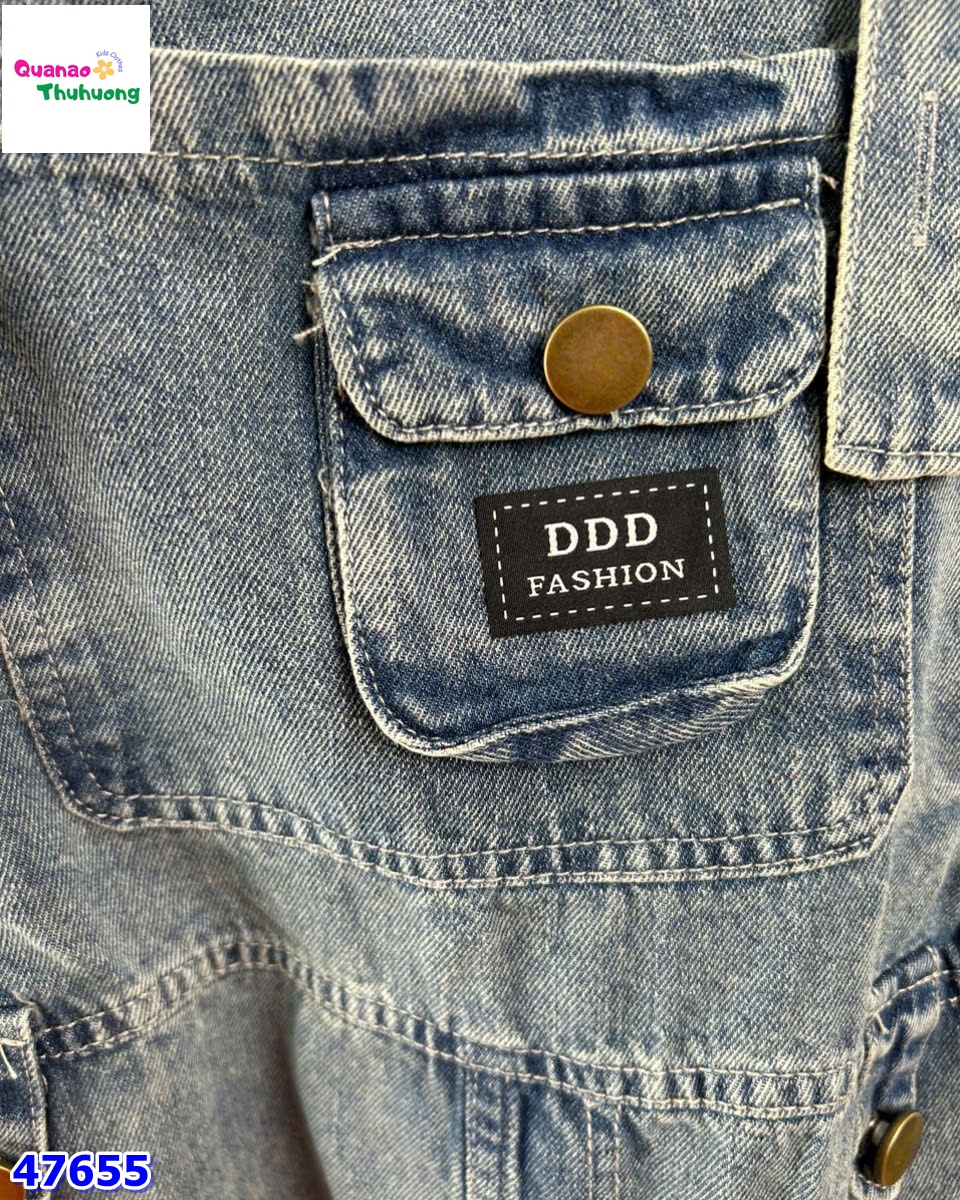 Kids Clothes
Quanao
Thuhuong
DDD
FASHION
47655